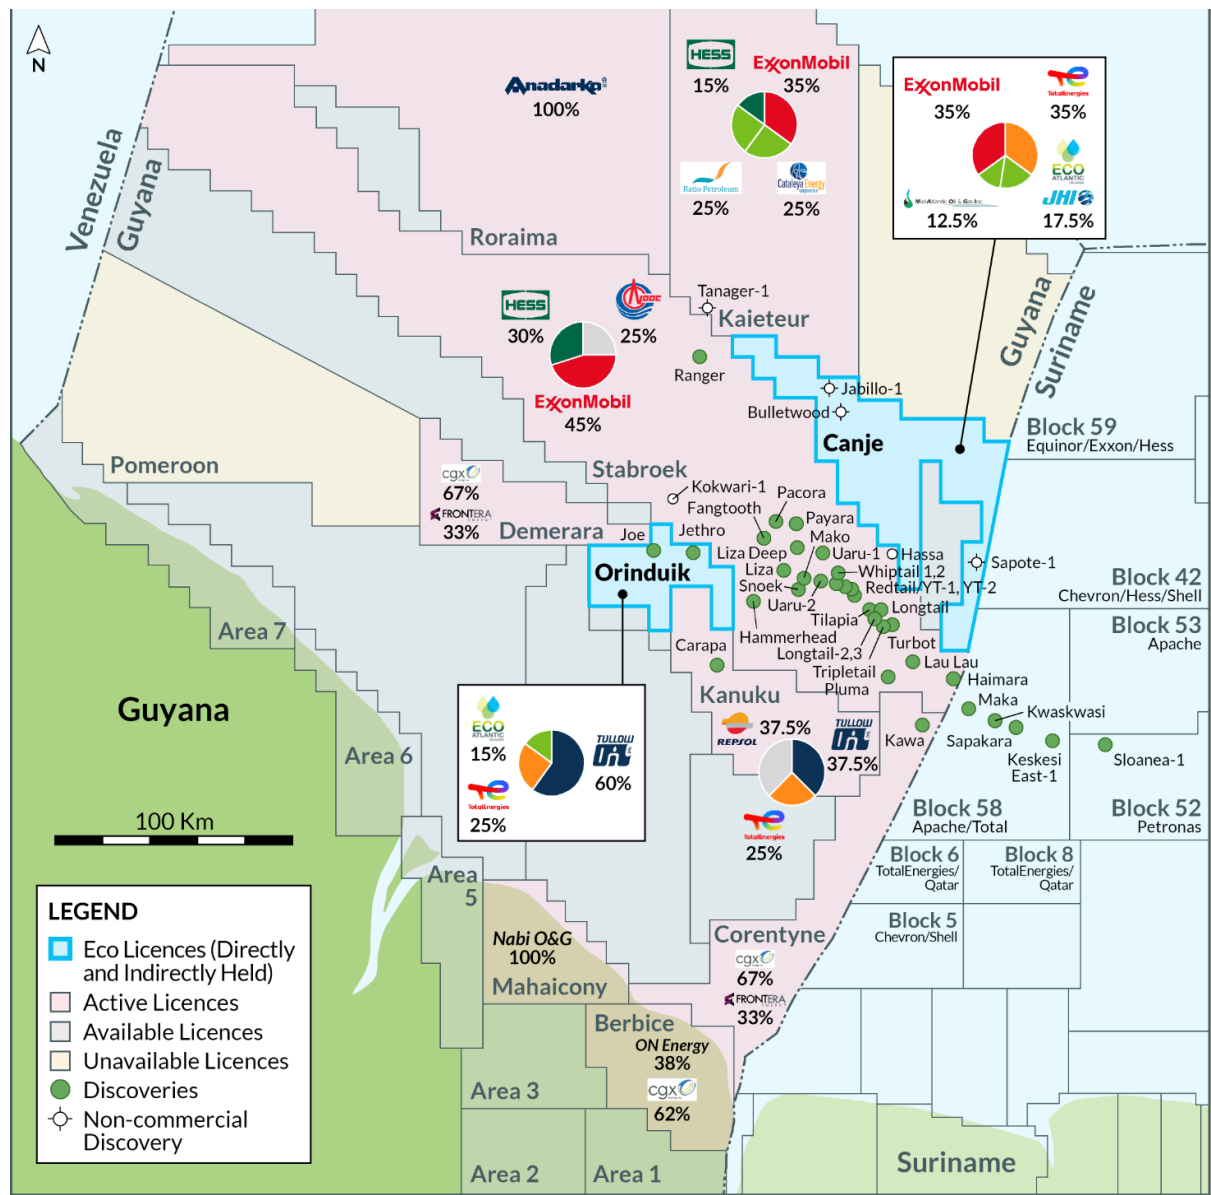 N
Venezuela
Guyana
Anadarko
100%
HESS
15%
ExxonMobil
35%
Ratio Petroleum
25%
Cataleya Energy
25%
ExxonMobil
35%
TotalEnergies
35%
ECO
ATLANTIC
Mid-Atlantic Oil & Gas Inc.
12.5%
JHI
17.5%
Roraima
HESS
30%
CNOOC
25%
ExxonMobil
45%
Tanager-1
Kaieteur
Ranger
Jabillo-1
Bulletwood
Canje
Guyana
Suriname
Block 59
Equinor/Exxon/Hess
Pomeroon
cgx
67%
FRONTERA
ENERGY
33%
Stabroek
Demerara
Kokwari-1
Fangtooth
Pacora
Payara
Mako
Joe
Jethro
Liza Deep
Uaru-1
Hassa
Liza
Whiptail 1,2
Snoek
Redtail/YT-1, YT-2
Uaru-2
Longtail
Tilapia
Hammerhead
Longtail-2,3
Turbot
Tripletail
Pluma
Lau Lau
Haimara
Sapote-1
Orinduik
Carapa
Block 42
Chevron/Hess/Shell
Block 53
Apache
Area 7
Guyana
Area 6
ECO
ATLANTIC
15%
TULLOW
OIL
60%
TotalEnergies
25%
Kanuku
REPSOL
37.5%
TULLOW
OIL
37.5%
TotalEnergies
25%
Kawa
Maka
Kwaskwasi
Sapakara
Keskesi
East-1
Sloanea-1
100 Km
Block 58
Apache/Total
Block 52
Petronas
Block 6
TotalEnergies/
Qatar
Block 8
TotalEnergies/
Qatar
Block 5
Chevron/Shell
Area
5
Nabi O&G
100%
Mahaicony
Corentyne
cgx
67%
FRONTERA
ENERGY
33%
Berbice
ON Energy
38%
cgx
62%
Area 3
Area 2
Area 1
Suriname
LEGEND
Eco Licences (Directly
and Indirectly Held)
Active Licences
Available Licences
Unavailable Licences
Discoveries
Non-commercial
Discovery